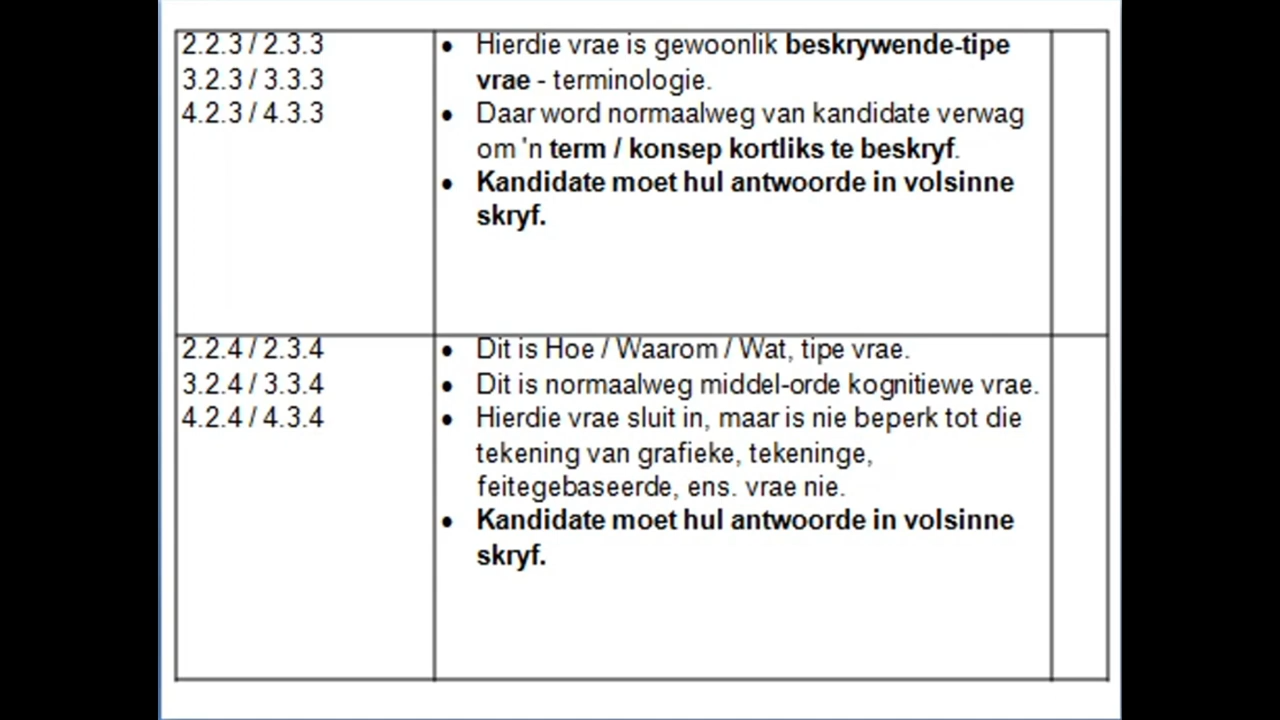 2.2.3 / 2.3.3
3.2.3 / 3.3.3
4.2.3 / 4.3.3
• Hierdie vrae is gewoonlik beskrywende-tipe
vrae - terminologie.
• Daar word normaalweg van kandidate verwag
om 'n term / konsep kortliks te beskryf.
• Kandidate moet hul antwoorde in volsinne
skryf.
2.2.4 / 2.3.4
3.2.4 / 3.3.4
4.2.4 / 4.3.4
• Dit is Hoe / Waarom / Wat, tipe vrae.
• Dit is normaalweg middel-orde kognitiewe vrae.
• Hierdie vrae sluit in, maar is nie beperk tot die
tekening van grafieke, tekeninge,
feitegebaseerde, ens. vrae nie.
• Kandidate moet hul antwoorde in volsinne
skryf.